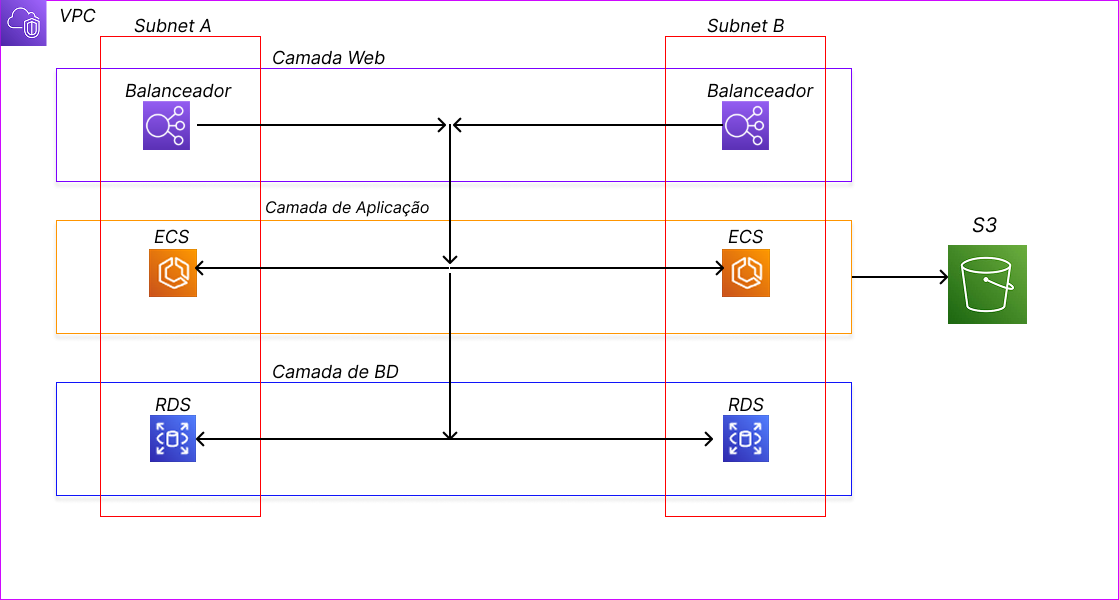 VPC
Subnet A
Subnet B
Camada Web
Balanceador
Balanceador
Camada de Aplicação
ECS
ECS
S3
Camada de BD
RDS
RDS